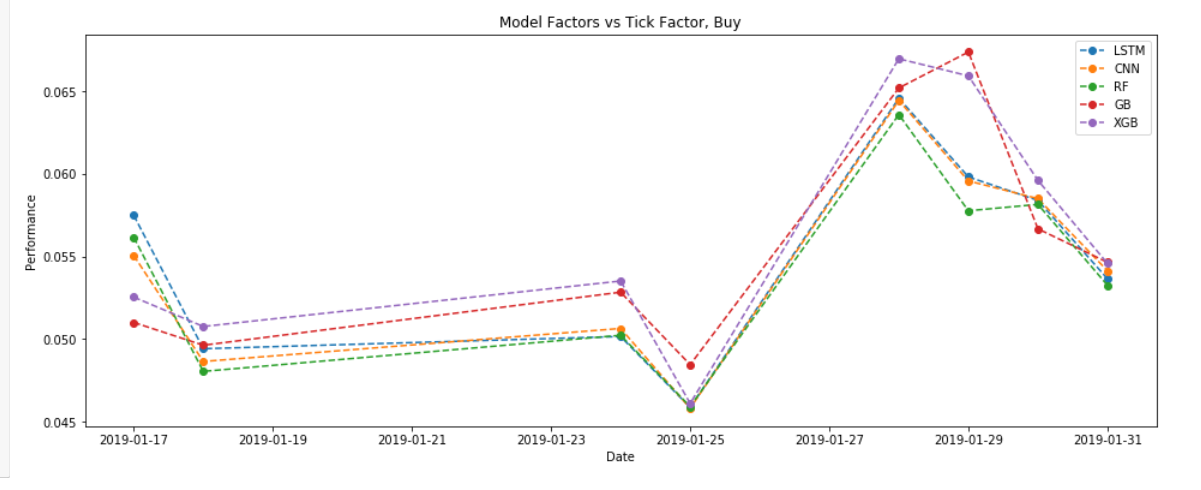 Model Factors vs Tick Factor, Buy
LSTM
CNN
RF
GB
XGB
0.065
0.060
0.055
0.050
0.045
Performance
2019-01-17 2019-01-19 2019-01-21 2019-01-23 2019-01-25 2019-01-27 2019-01-29 2019-01-31
Date